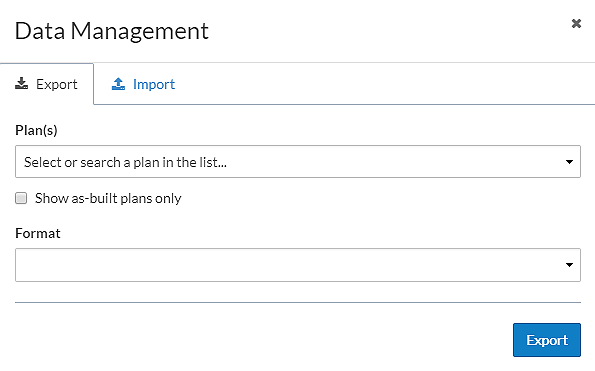 Data Management
Export Import
Plan(s)
Select or search a plan in the list...
Show as-built plans only
Format
Export